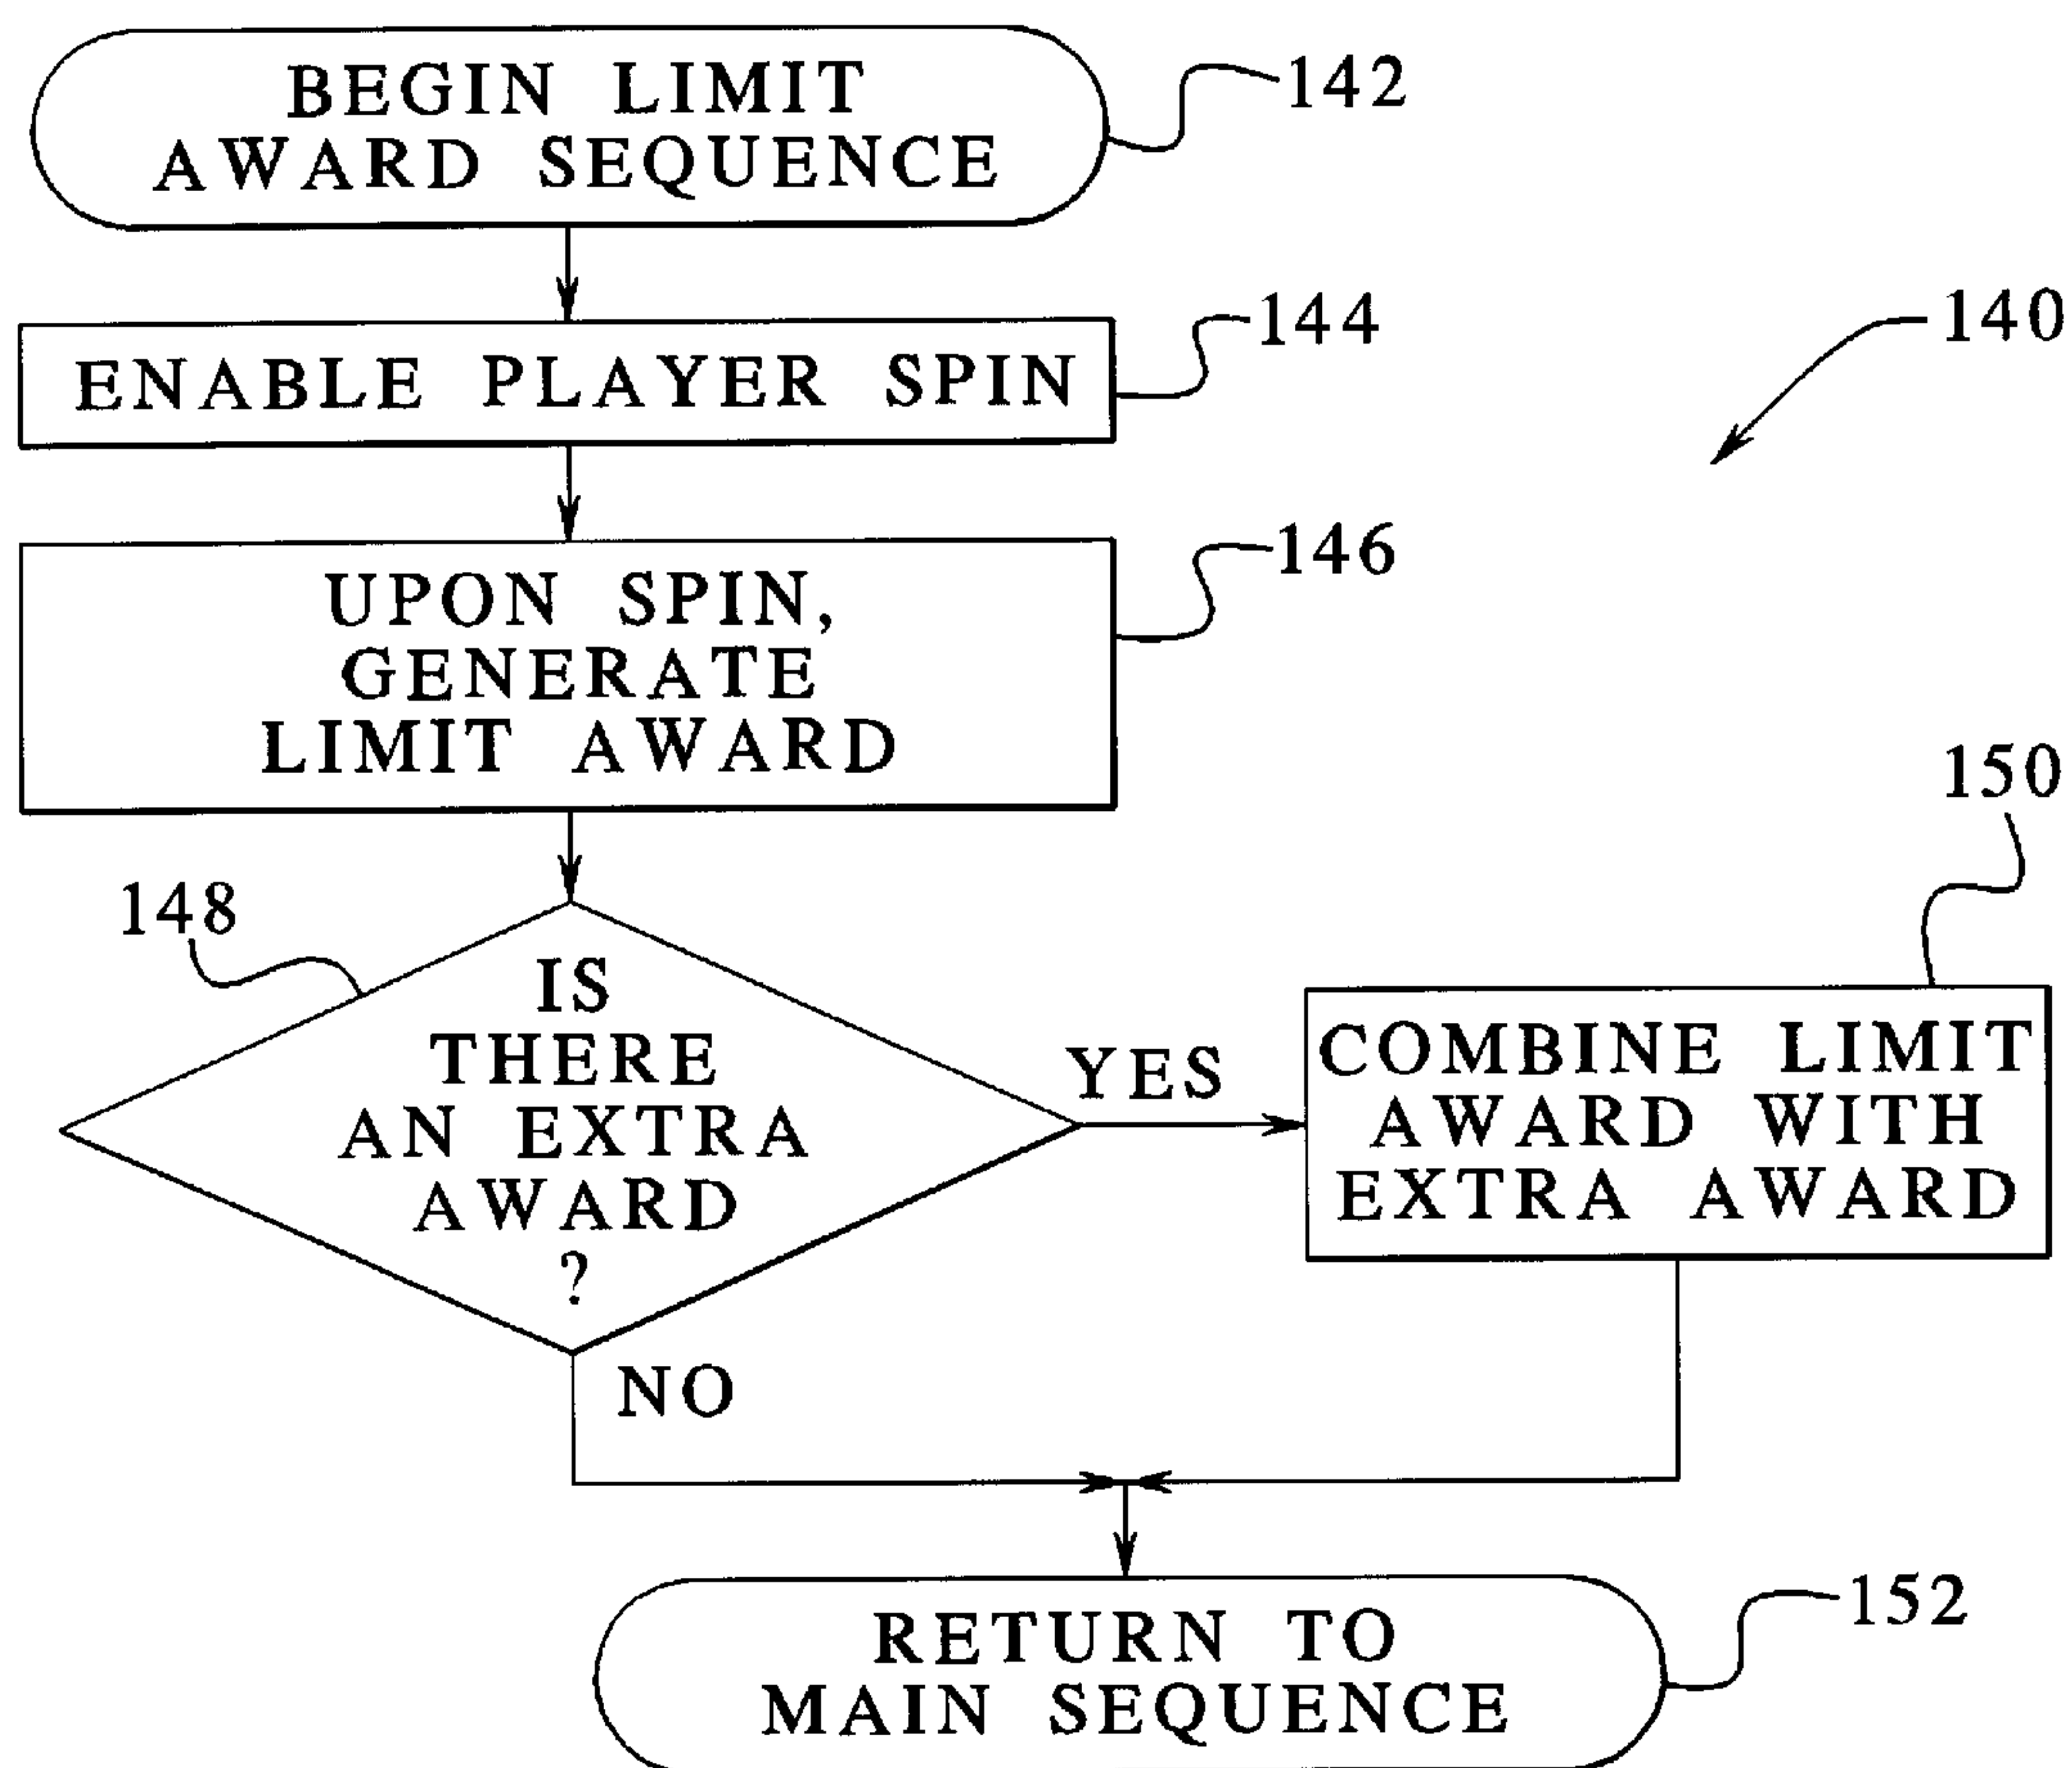 BEGIN LIMIT
AWARD SEQUENCE
142
ENABLE PLAYER SPIN
144
140
UPON SPIN,
GENERATE
LIMIT AWARD
146
148
IS
THERE
AN EXTRA
AWARD
?
YES
150
COMBINE LIMIT
AWARD WITH
EXTRA AWARD
NO
RETURN TO
MAIN SEQUENCE
152